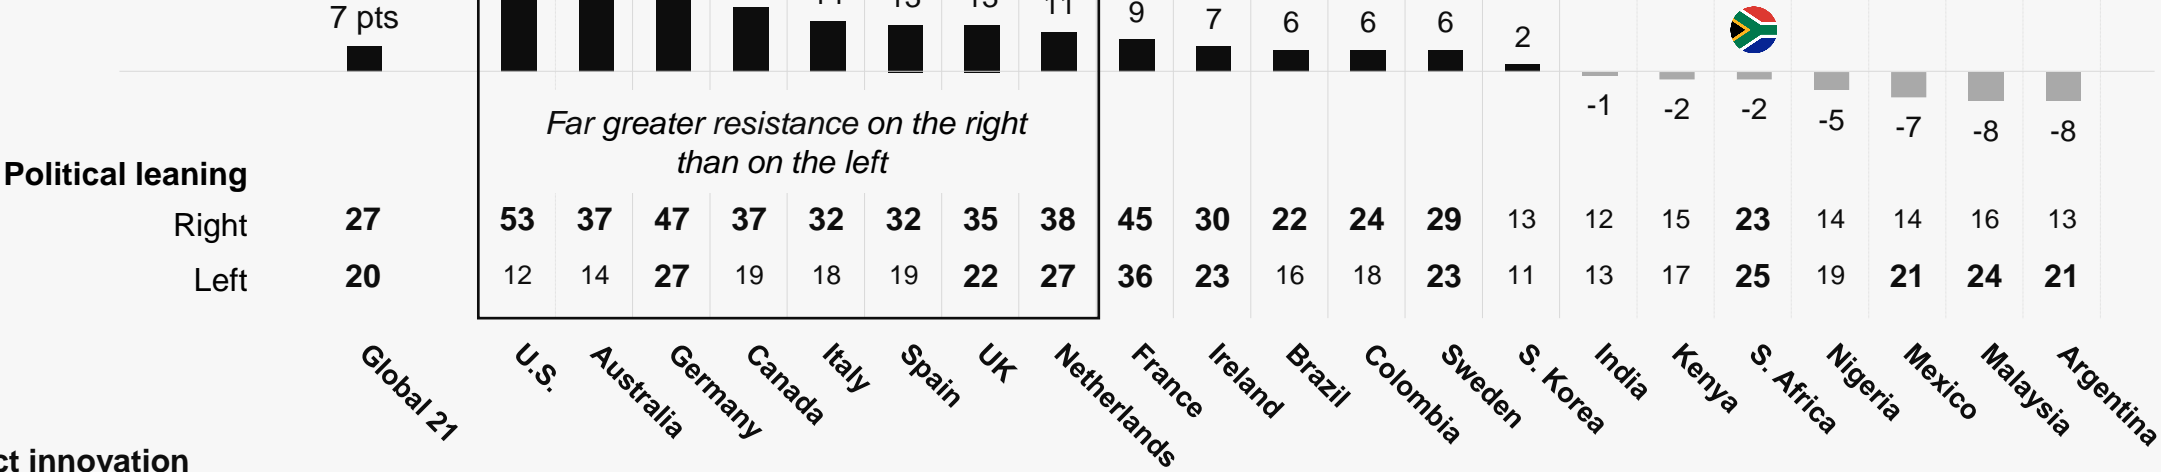 7 pts 14 13 13 11 9 7 6 6 6 2
-1 -2 -2 -5 -7 -8 -8
Far greater resistance on the right
than on the left
Political leaning
Right 27 53 37 47 37 32 32 35 38 45 30 22 24 29 13 12 15 23 14 14 16 13
Left 20 12 14 27 19 18 19 22 27 36 23 16 18 23 11 13 17 25 19 21 24 21
Global 21 U.S. Australia Germany Canada Italy Spain UK Netherlands France Ireland Brazil Colombia Sweden S. Korea India Kenya S. Africa Nigeria Mexico Malaysia Argentina
innovation